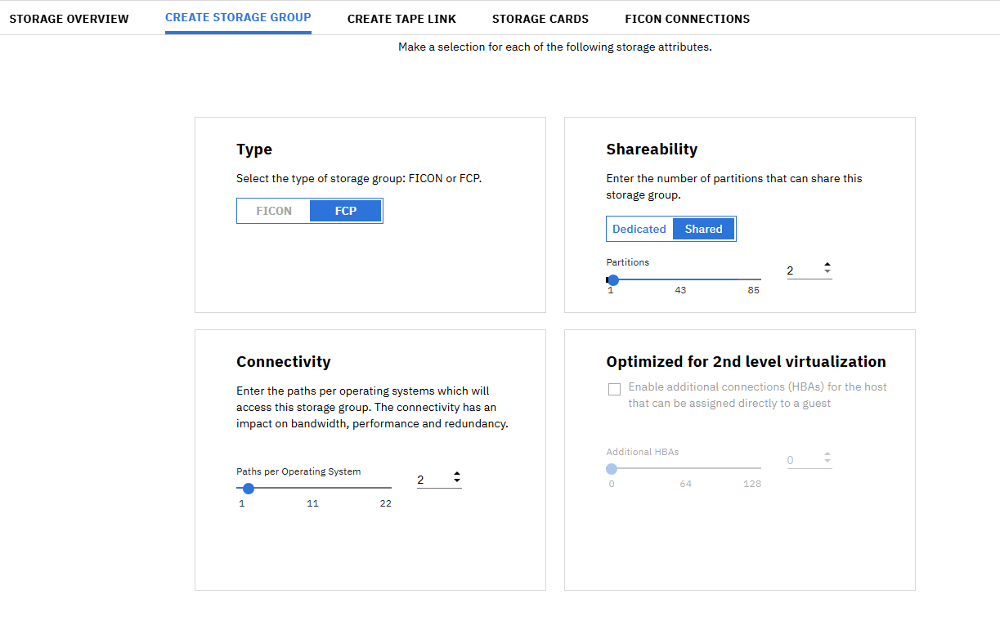 STORAGE OVERVIEW CREATE STORAGE GROUP CREATE TAPE LINK STORAGE CARDS FICON CONNECTIONS
Make a selection for each of the following storage attributes.
Type
Select the type of storage group: FICON or FCP.
FICON FCP
Shareability
Enter the number of partitions that can share this
storage group.
Dedicated Shared
Partitions
2
1 43 85
Connectivity
Enter the paths per operating systems which will
access this storage group. The connectivity has an
impact on bandwidth, performance and redundancy.
Paths per Operating System
2
1 11 22
Optimized for 2nd level virtualization
Enable additional connections (HBAs) for the host
that can be assigned directly to a guest
Additional HBAs
0
0 64 128